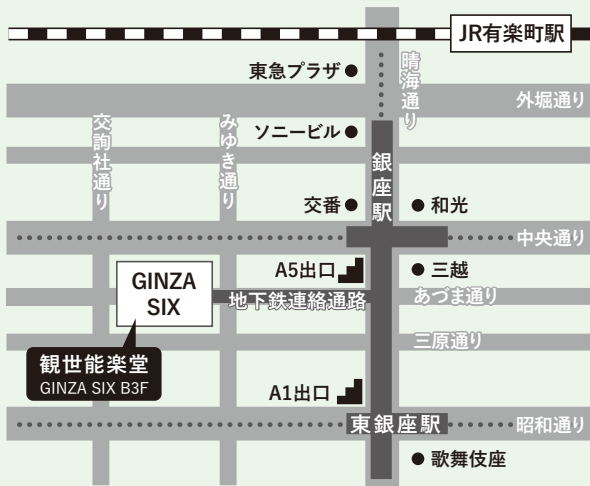 JR有楽町駅
東急プラザ
晴海通り
外堀通り
交詢社通り
みゆき通り
ソニービル
銀座駅
交番
和光
中央通り
A5出口
三越
GINZA
SIX
地下鉄連絡通路
あづま通り
三原通り
観世能楽堂
GINZA SIX B3F
A1出口
東銀座駅
昭和通り
歌舞伎座